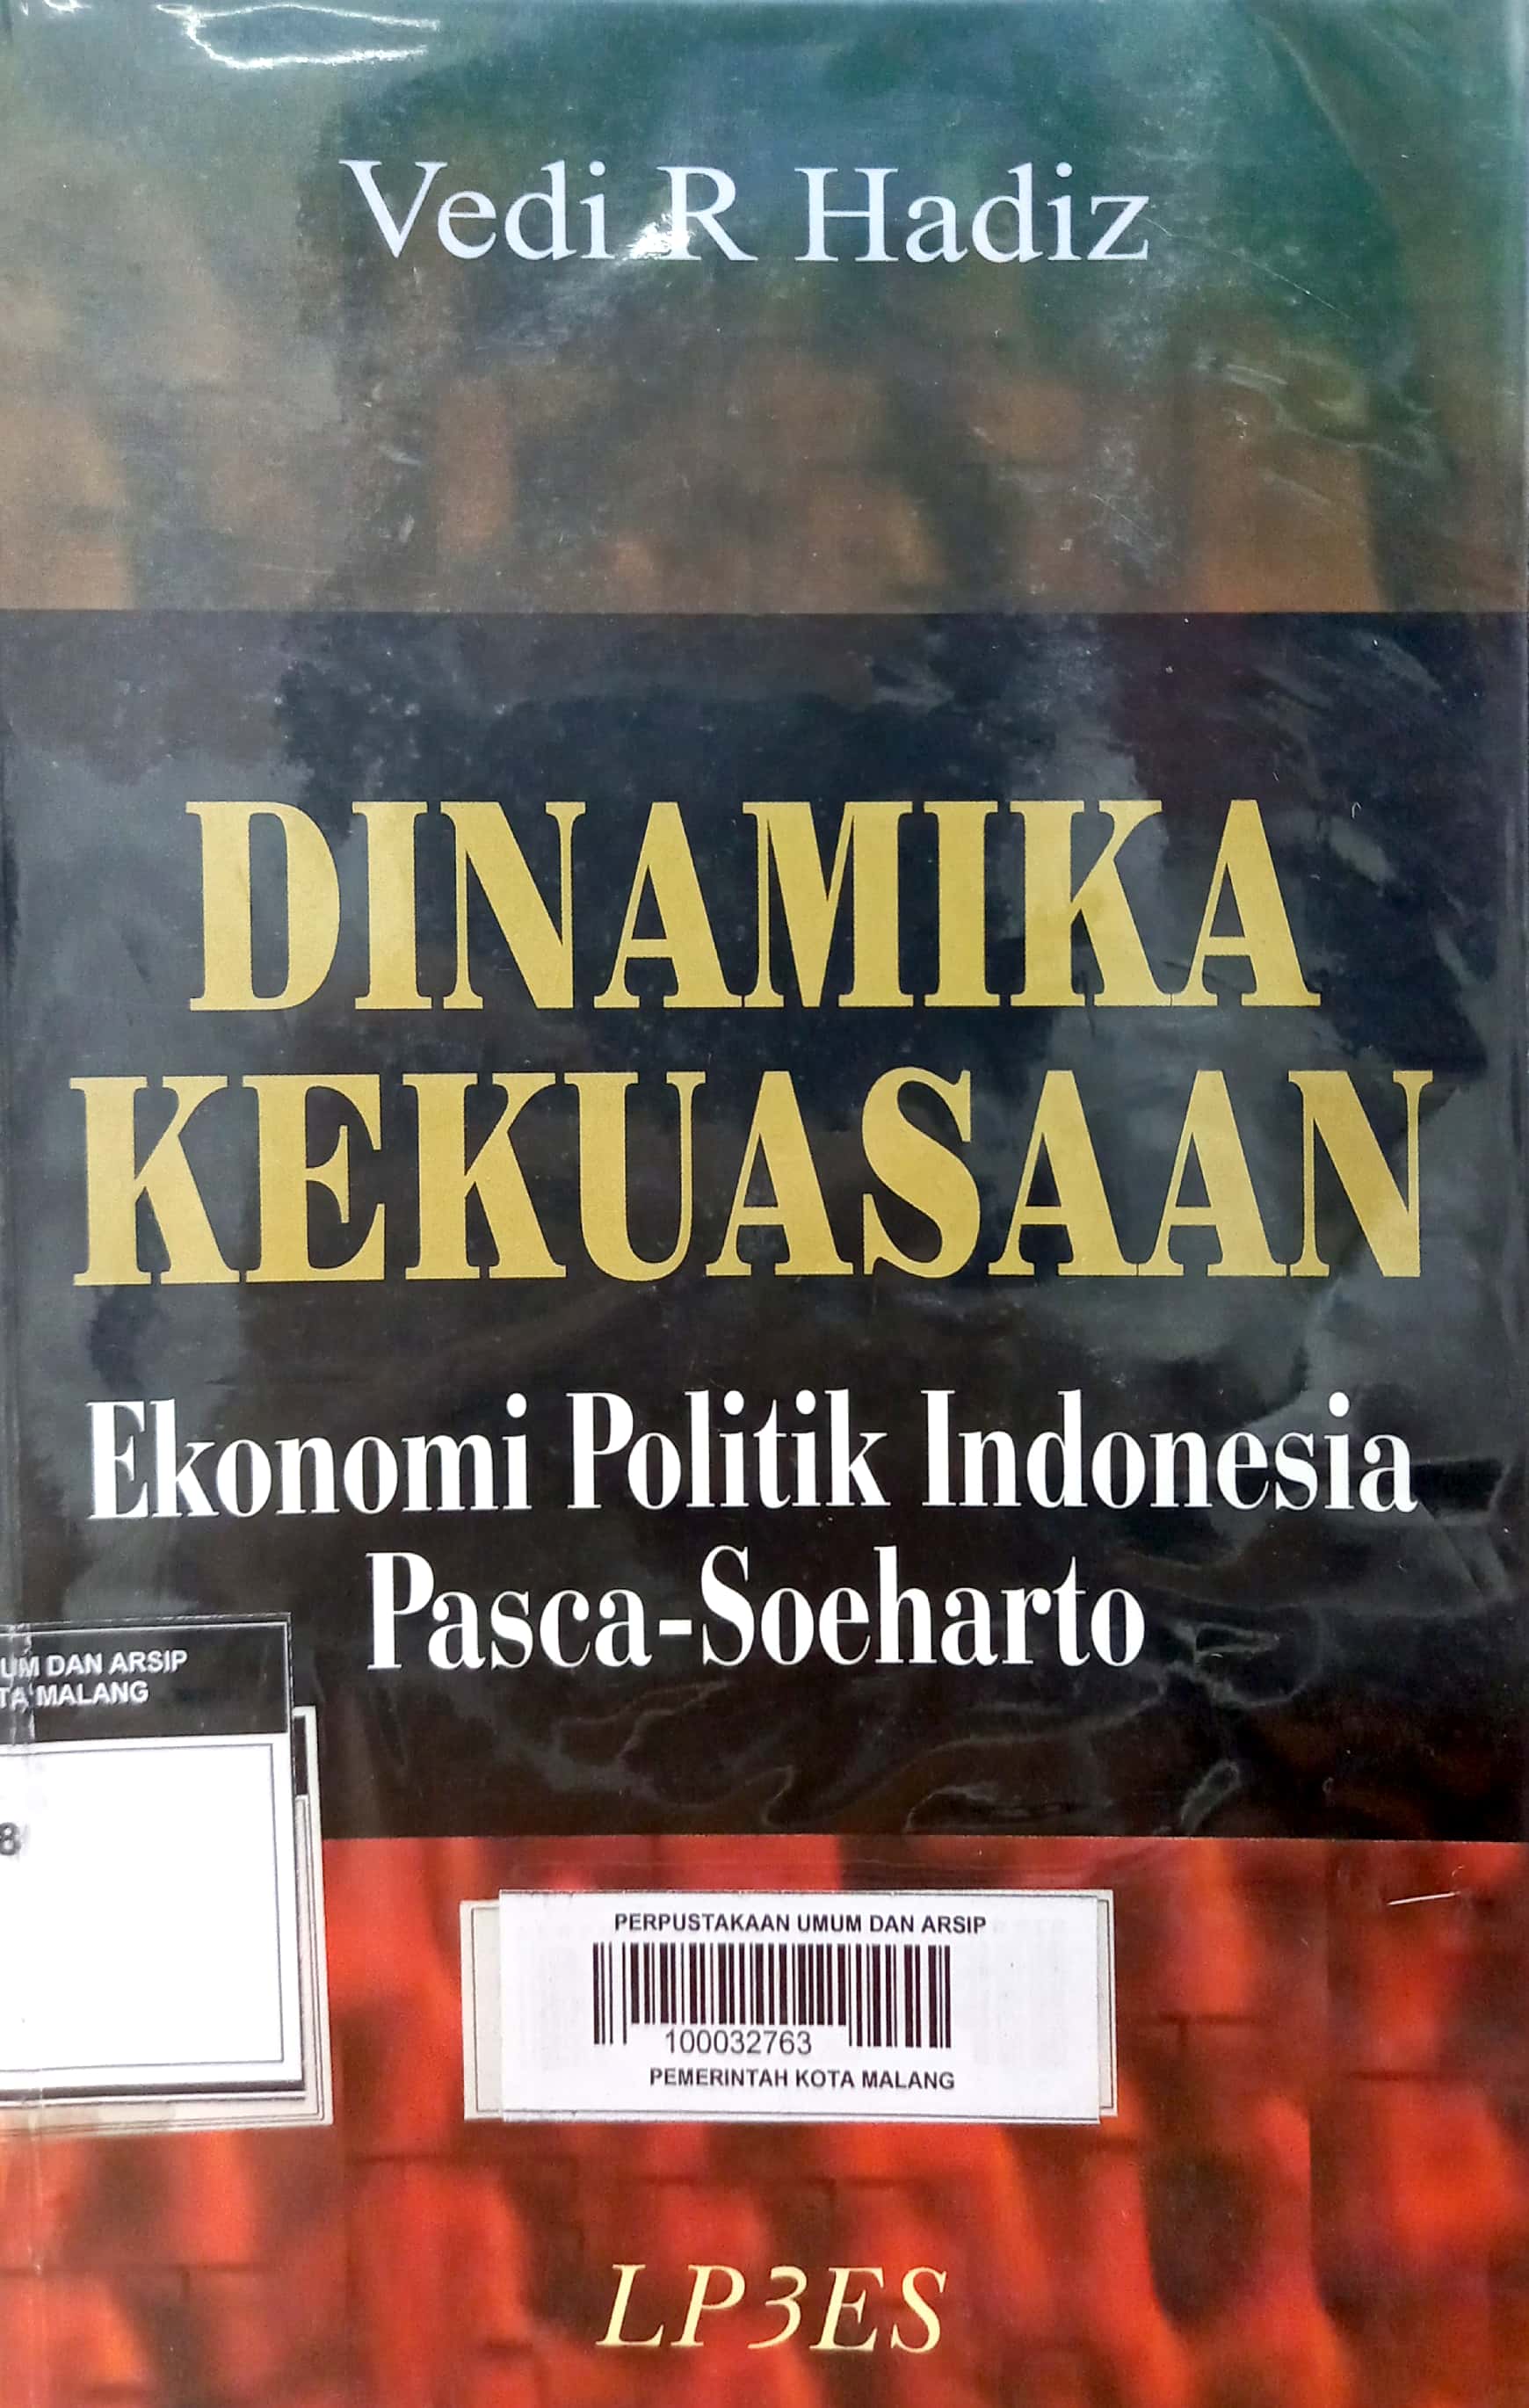 Vedi R Hadiz
DINAMIKA
KEKUASAAN
Ekonomi Politik Indonesia
Pasca-Soeharto
UM DAN ARSIP
TA MALANG
8
PERPUSTAKAAN UMUM DAN ARSIP
100032763
PEMERINTAH KOTA MALANG
LP3ES